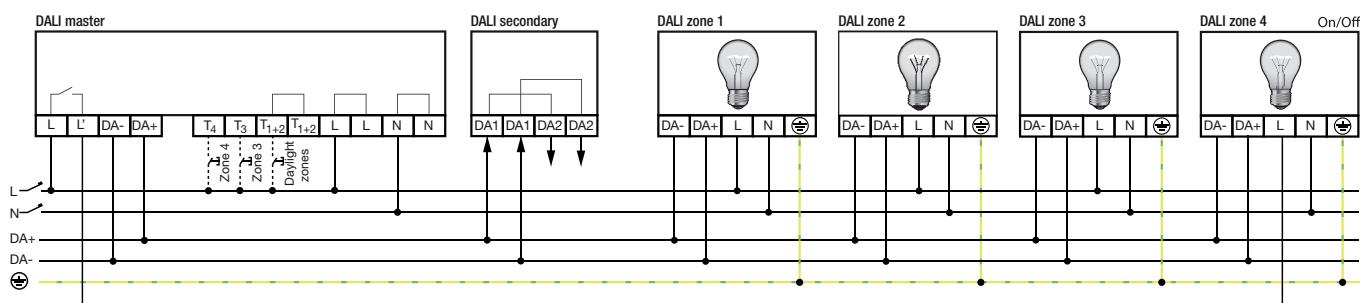 DALI master
DALI secondary
DALI zone 1
DALI zone 2
DALI zone 3
DALI zone 4
On/Off
L L' DA- DA+ T4 T3 T1+2 T1+2 L L N N
DA1 DA1 DA2 DA2
DA- DA+ L N
DA- DA+ L N
DA- DA+ L N
DA- DA+ L N
Zone 4
Zone 3
Daylight
zones
L
N
DA+
DA-